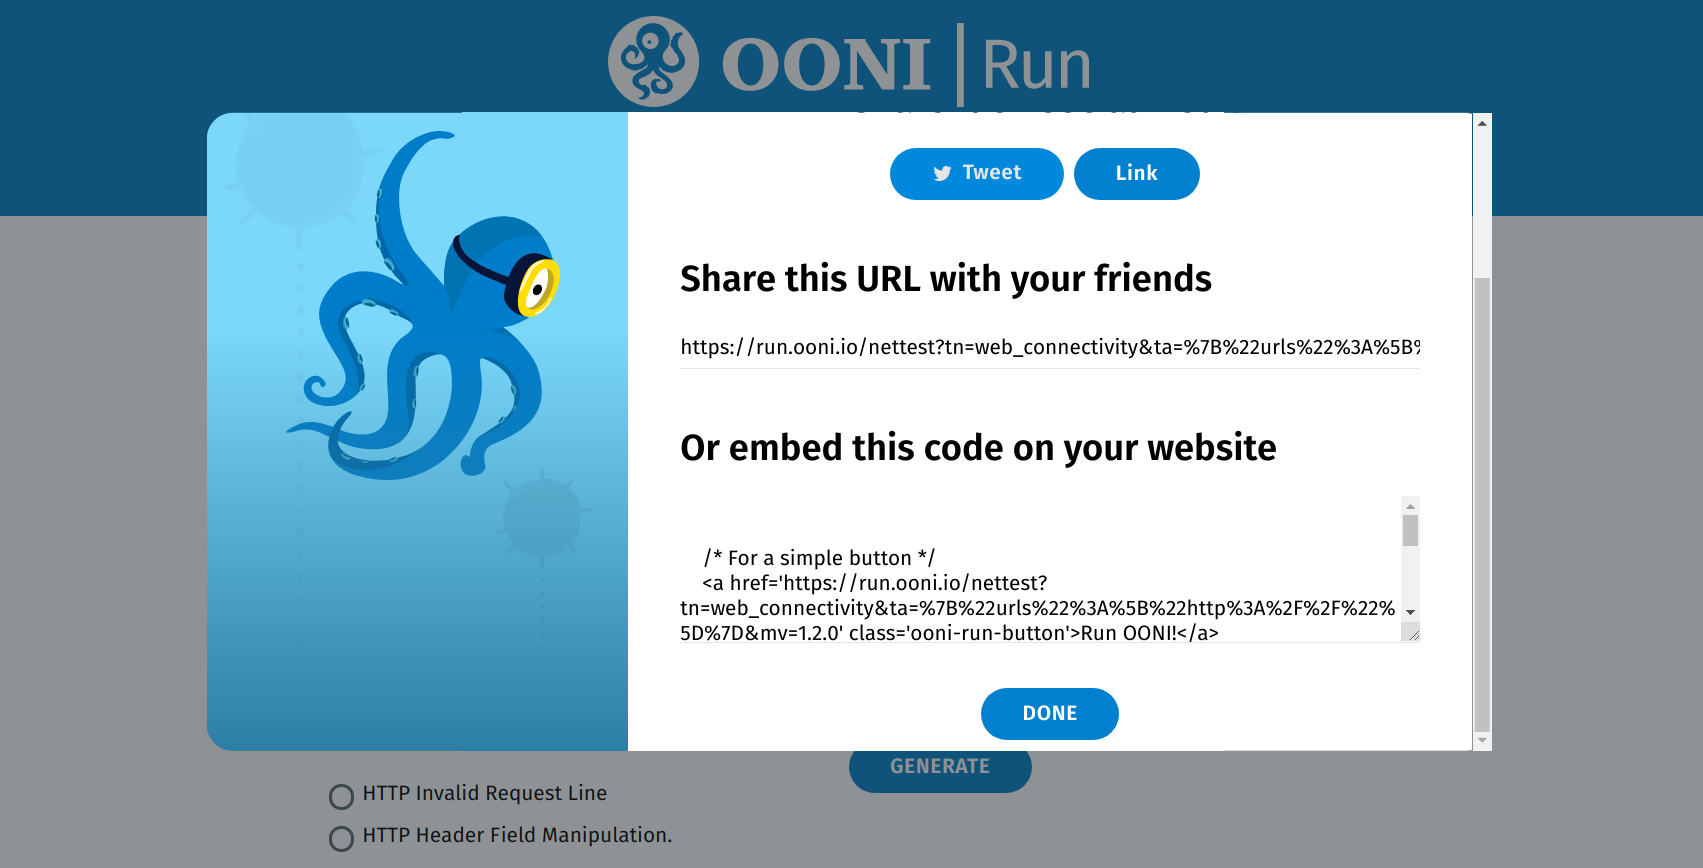 OONI | Run
Tweet
Link
Share this URL with your friends
https://run.ooni.io/nettest?tn=web_connectivity&ta=%7B%22urls%22%3A%5B%
Or embed this code on your website
/* For a simple button */
<a href='https://run.ooni.io/nettest?
tn=web_connectivity&ta=%7B%22urls%22%3A%5B%22http%3A%2F%2F%22%
5D%7D&mv=1.2.0' class='ooni-run-button'>Run OONI!</a>
DONE
GENERATE
HTTP Invalid Request Line
HTTP Header Field Manipulation.